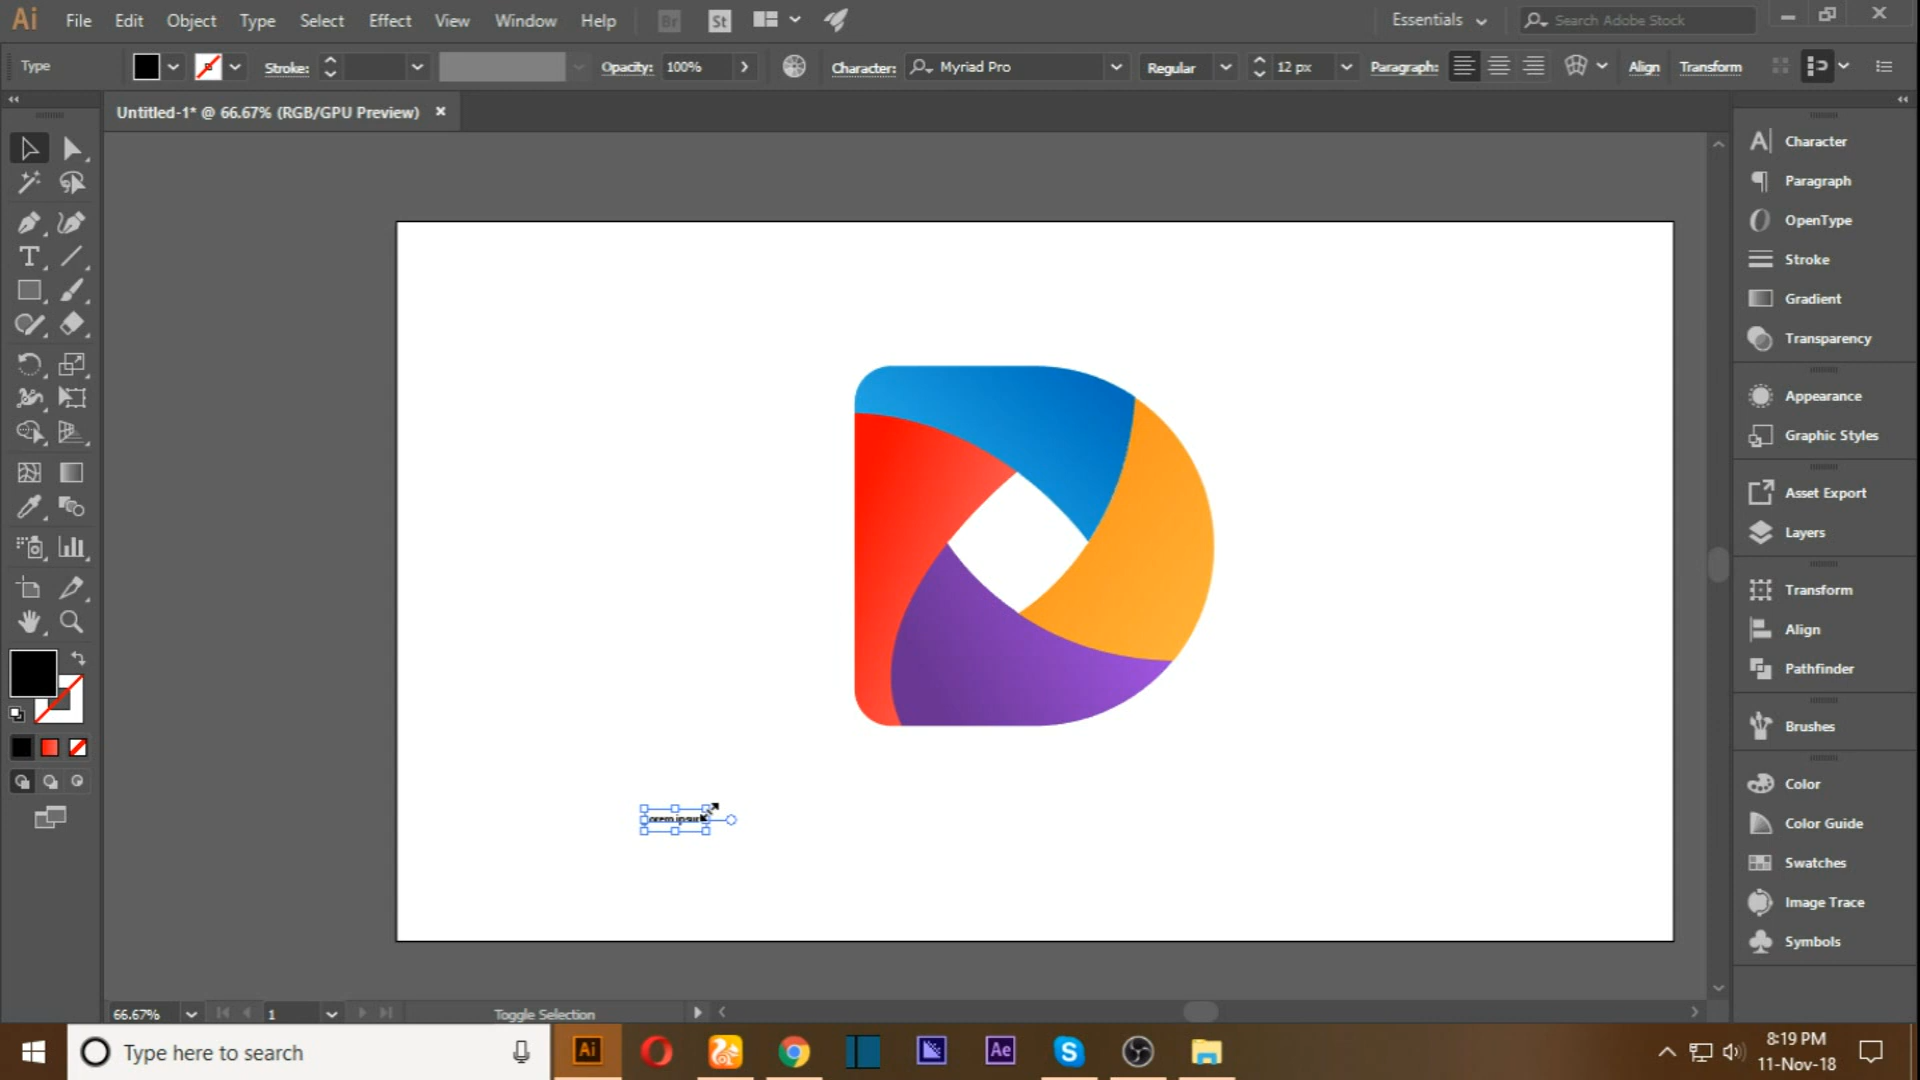 Ai File Edit Object Type Select Effect View Window Help Br St Essentials Search Adobe Stock
Type Stroke: Opacity: 100% Character: Myriad Pro Regular 12 px Paragraph: Align Transform
Untitled-1* @ 66.67% (RGB/GPU Preview)
Character
Paragraph
OpenType
Stroke
Gradient
Transparency
Appearance
Graphic Styles
Asset Export
Layers
Transform
Align
Pathfinder
Brushes
Color
Color Guide
Swatches
Image Trace
Symbols
66.67% 1 Toggle Selection
Type here to search Ai Ae 8:19 PM
11-Nov-18